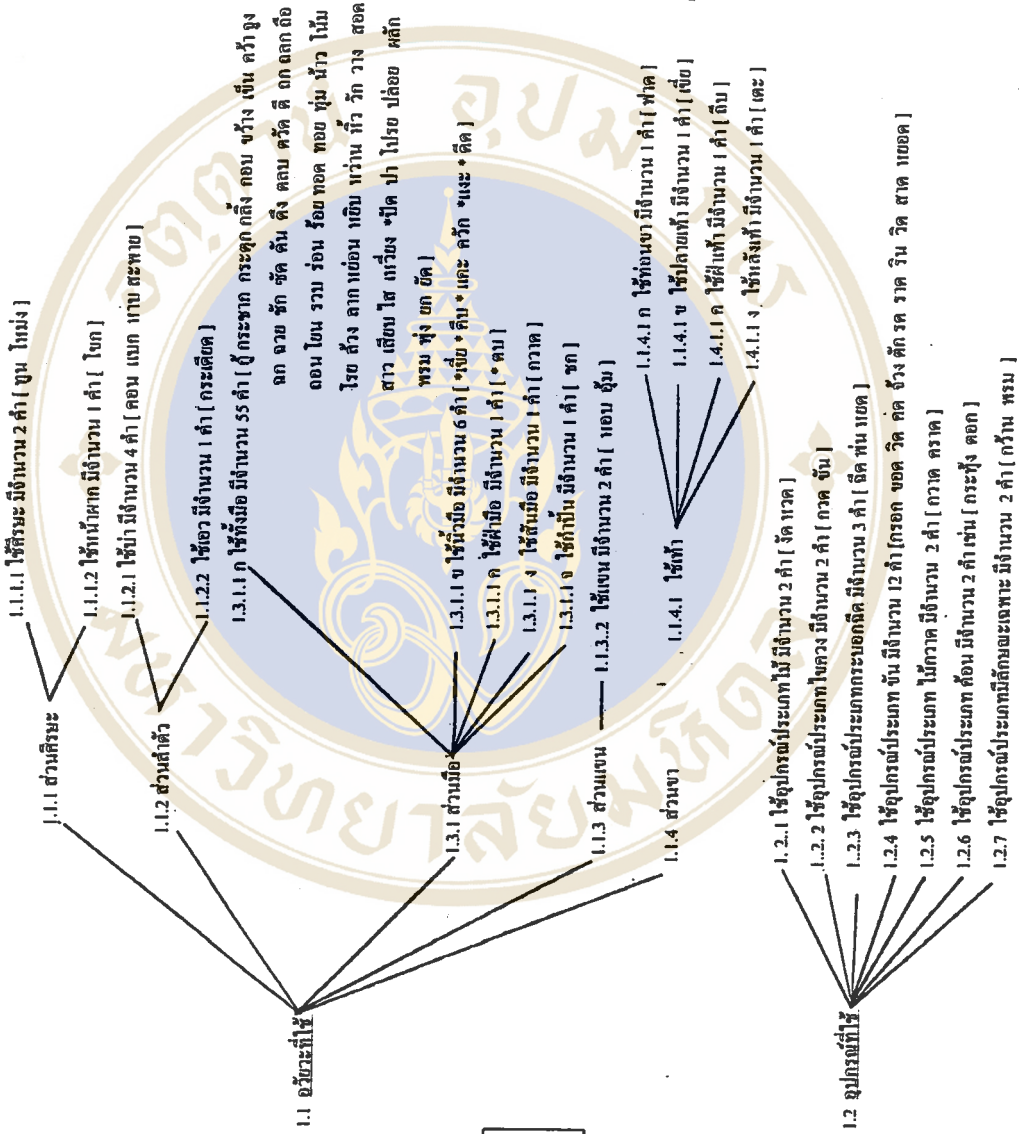 1.1 อวัยวะที่ใช้
1.1.1 ส่วนศีรษะ
1.1.1.1 ใช้ศีรษะ มีจำนวน 2 คำ [ ทูน โหม่ง ]
1.1.1.2 ใช้หน้าผาก มีจำนวน 1 คำ [ โขก ]
1.1.2 ส่วนลำตัว
1.1.2.1 ใช้บ่า มีจำนวน 4 คำ [ คอน แบก หาบ สะพาย ]
1.1.2.2 ใช้เอว มีจำนวน 1 คำ [ กระเดียด ]
1.3.1 ส่วนมือ
1.3.1.1 ก ใช้ทั้งมือ มีจำนวน 55 คำ [ กู้ กระชาก กระตุก กลิ้ง กอบ ขว้าง เข็น คว้า จูง
ฉก ฉวย ชัก ซัด ดัน ดึง ตลบ ตวัด ตี ถก ถลก ถือ
ถอน โยน รวบ ร่อน ร้อย ทอด ทอย ทุ่ม น้าว โน้ม
โรย ล้วง ลาก หย่อน หยิบ หว่าน หิ้ว วัก วาง สอด
สาว เสียบ ไส เหวี่ยง *ปัด ปา โปรย ปล่อย ผลัก
พรม พุ่ง ยก ยัด ]
1.3.1.1 ข ใช้นิ้วมือ มีจำนวน 6 คำ [ *เขี่ย * คีบ* แคะ ควัก *แงะ * ดีด ]
1.3.1.1 ค ใช้ฝ่ามือ มีจำนวน 1 คำ [ * ตบ ]
1.3.1.1 ง ใช้สันมือ มีจำนวน 1 คำ [ กวาด ]
1.3.1.1 จ ใช้กำปั้น มีจำนวน 1 คำ [ ชก ]
1.1.3 ส่วนแขน
1.1.3..2 ใช้แขน มีจำนวน 2 คำ [ หอบ อุ้ม ]
1.1.4 ส่วนขา
1.1.4.1 ใช้เท้า
1.1.4.1 ก ใช้ท่อนขา มีจำนวน 1 คำ [ ฟาด ]
1.1.4.1 ข ใช้ปลายเท้า มีจำนวน 1 คำ [ เขี่ย ]
1.4.1.1 ค ใช้ฝ่าเท้า มีจำนวน 1 คำ [ ถีบ ]
1.4.1.1 ง. ใช้หลังเท้า มีจำนวน 1 คำ [ เตะ ]
1.2 อุปกรณ์ที่ใช้
1. 2..1 ใช้อุปกรณ์ประเภทไม้ มีจำนวน 2 คำ [ งัด หวด ]
1..2. 2 ใช้อุปกรณ์ประเภทไขควง มีจำนวน 2 คำ [ กวด ขัน ]
1..2.3 ใช้อุปกรณ์ประเภทกระบอกฉีด มีจำนวน 3 คำ [ ฉีด พ่น หยด ]
1.2.4 ใช้อุปกรณ์ประเภท ขัน มีจำนวน 12 คำ [กรอก หยอด วิด ตัด จ้วง ตัก รด ราด ริน วิด สาด หยอด ]
1.2.5 ใช้อุปกรณ์ประเภท ไม้กวาด มีจำนวน 2 คำ [ กวาด คราด ]
1.2.6 ใช้อุปกรณ์ประเภท ค้อน มีจำนวน 2 คำ เช่น [ กระทุ้ง ตอก ]
1.2.7 ใช้อุปกรณ์ประเภทมีลักษณะเฉพาะ มีจำนวน 2 คำ [ กว้าน พรม ]
มหาวิทยาลัยมหิดล